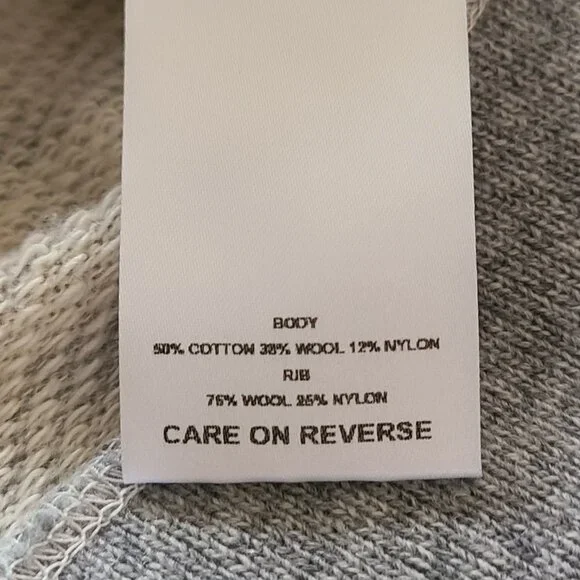 BODY
50% COTTON 38% WOOL 12% NYLON
RIB
75% WOOL 25% NYLON
CARE ON REVERSE